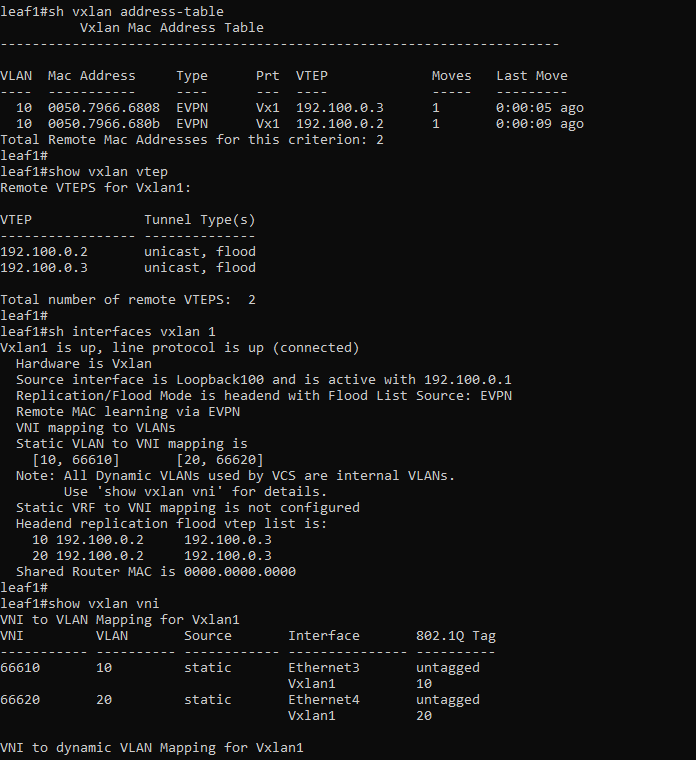 leaf1#sh vxlan address-table
          Vxlan Mac Address Table
----------------------------------------------------------------------

VLAN  Mac Address     Type      Prt  VTEP             Moves   Last Move
----  -----------     ----      ---  ----             -----   ---------
  10  0050.7966.6808  EVPN      Vx1  192.100.0.3      1       0:00:05 ago
  10  0050.7966.680b  EVPN      Vx1  192.100.0.2      1       0:00:09 ago
Total Remote Mac Addresses for this criterion: 2
leaf1#
leaf1#show vxlan vtep
Remote VTEPS for Vxlan1:

VTEP              Tunnel Type(s)
----------------- --------------
192.100.0.2       unicast, flood
192.100.0.3       unicast, flood

Total number of remote VTEPS:  2
leaf1#
leaf1#sh interfaces vxlan 1
Vxlan1 is up, line protocol is up (connected)
  Hardware is Vxlan
  Source interface is Loopback100 and is active with 192.100.0.1
  Replication/Flood Mode is headend with Flood List Source: EVPN
  Remote MAC learning via EVPN
  VNI mapping to VLANs
  Static VLAN to VNI mapping is
    [10, 66610]       [20, 66620]
  Note: All Dynamic VLANs used by VCS are internal VLANs.
        Use 'show vxlan vni' for details.
  Static VRF to VNI mapping is not configured
  Headend replication flood vtep list is:
    10 192.100.0.2     192.100.0.3
    20 192.100.0.2     192.100.0.3
  Shared Router MAC is 0000.0000.0000
leaf1#
leaf1#show vxlan vni
VNI to VLAN Mapping for Vxlan1
VNI         VLAN       Source       Interface       802.1Q Tag
----------- ---------- ------------ --------------- ----------
66610       10         static       Ethernet3       untagged
                                    Vxlan1          10
66620       20         static       Ethernet4       untagged
                                    Vxlan1          20

VNI to dynamic VLAN Mapping for Vxlan1